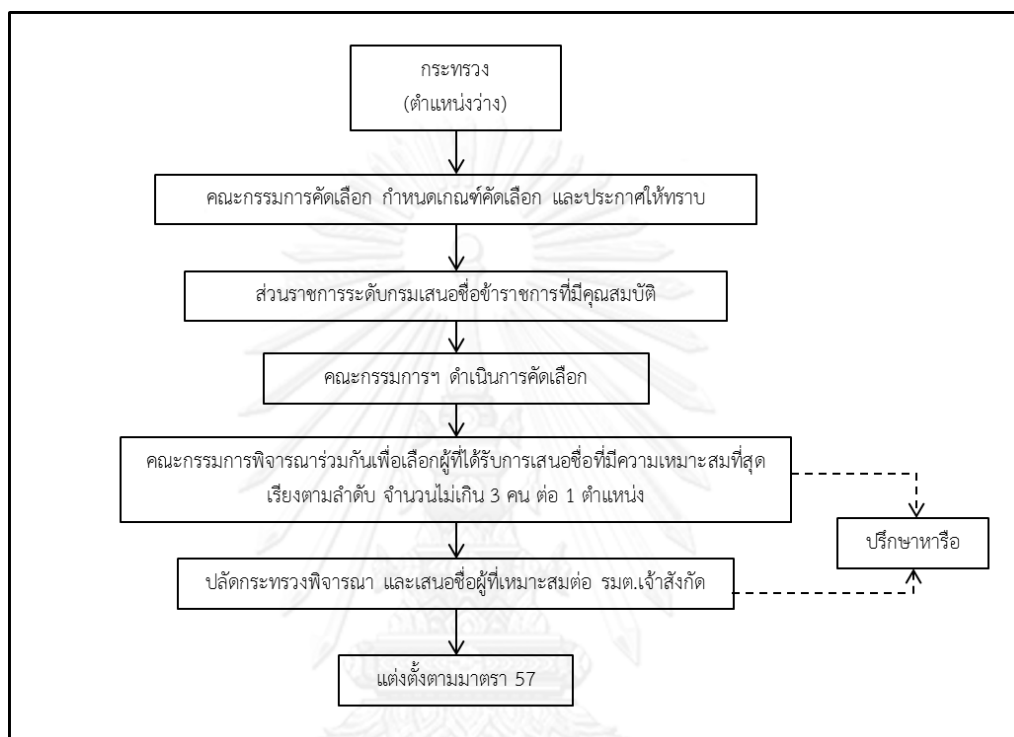 กระทรวง
(ตำแหน่งว่าง)
คณะกรรมการคัดเลือก กำหนดเกณฑ์คัดเลือก และประกาศให้ทราบ
ส่วนราชการระดับกรมเสนอชื่อข้าราชการที่มีคุณสมบัติ
คณะกรรมการฯ ดำเนินการคัดเลือก
คณะกรรมการพิจารณาร่วมกันเพื่อเลือกผู้ที่ได้รับการเสนอชื่อที่มีความเหมาะสมที่สุด
เรียงตามลำดับ จำนวนไม่เกิน 3 คน ต่อ 1 ตำแหน่ง
ปรึกษาหารือ
ปลัดกระทรวงพิจารณา และเสนอชื่อผู้ที่เหมาะสมต่อ รมต.เจ้าสังกัด
แต่งตั้งตามมาตรา 57